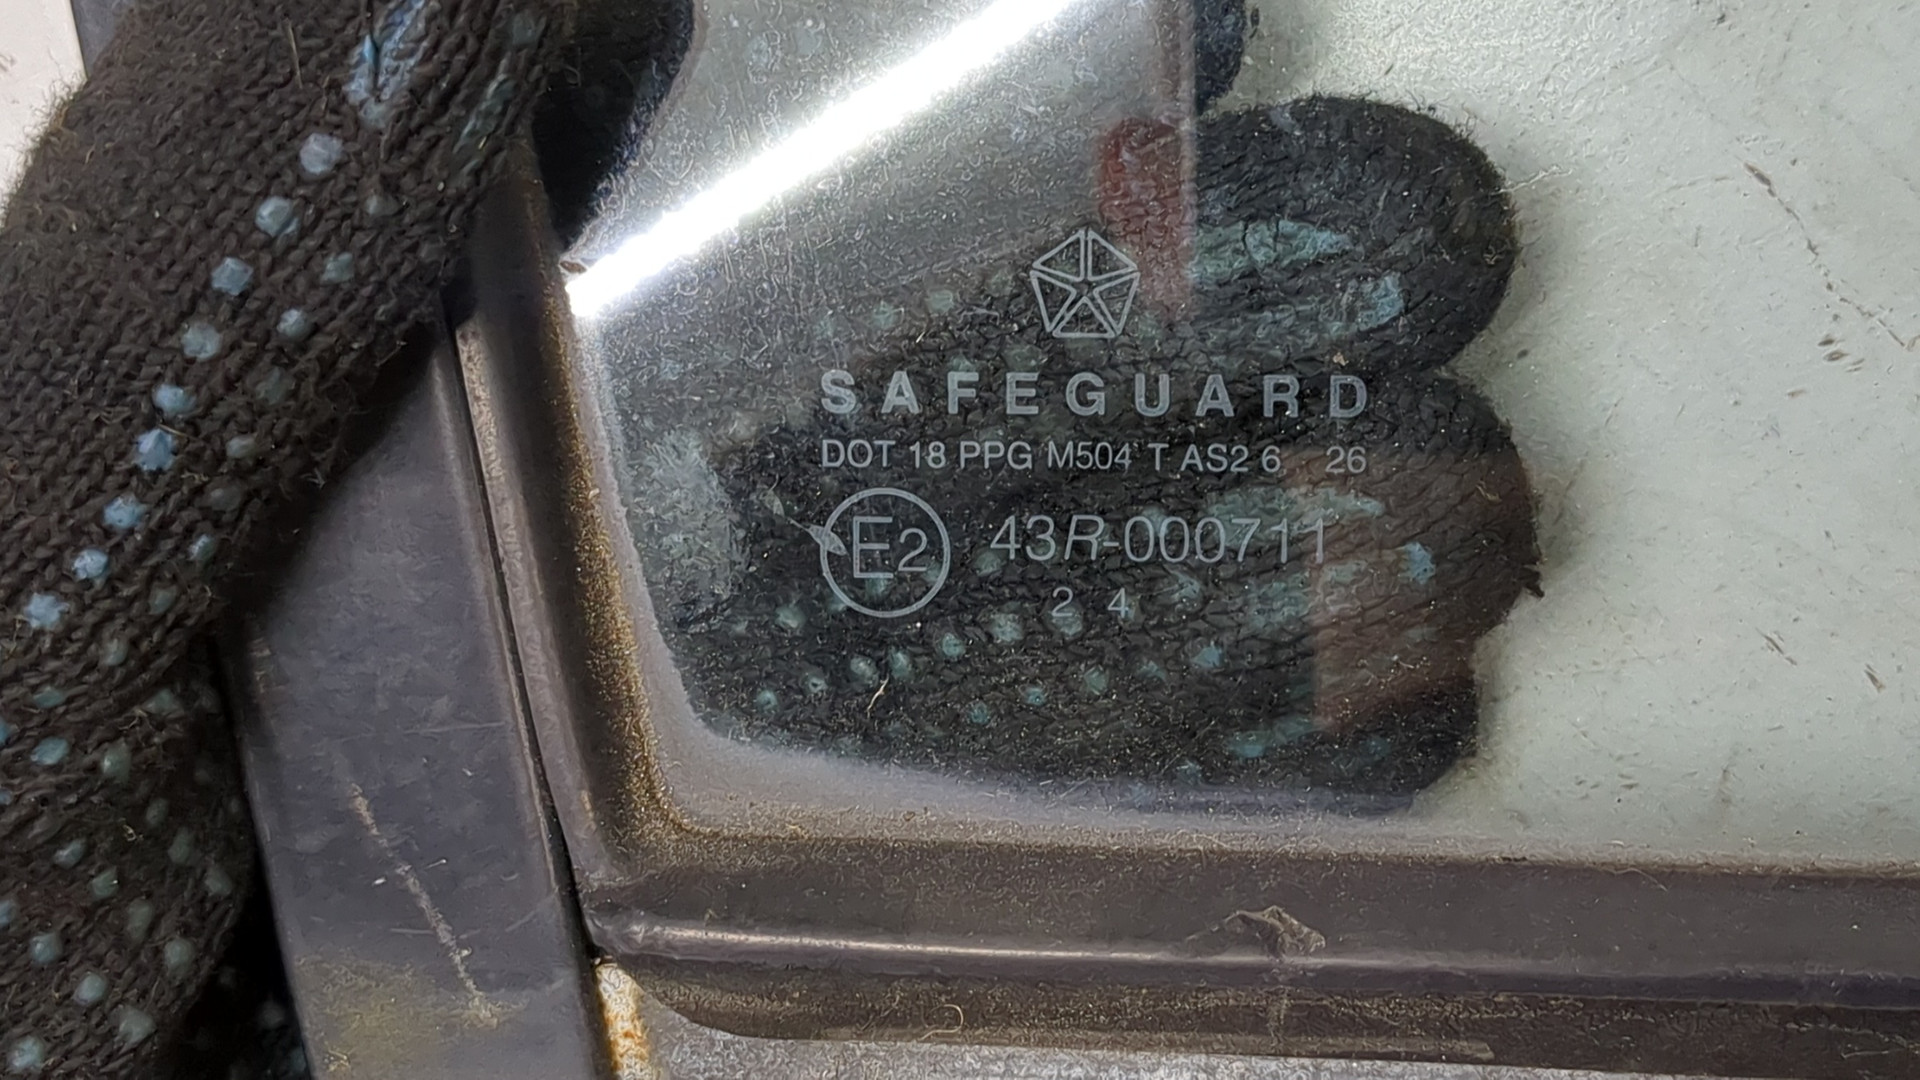 SAFEGUARD
DOT 18 PPG M504 T AS2 6 26
E2 43R-000711
2 4